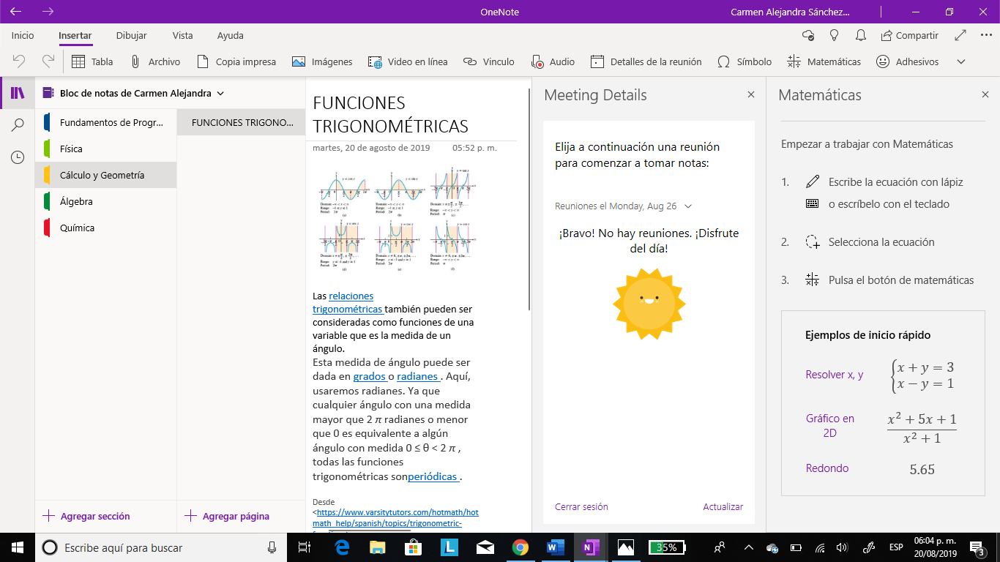 OneNote
Carmen Alejandra Sánchez...
Inicio
Insertar
Dibujar
Vista
Ayuda
Compartir
Tabla
Archivo
Copia impresa
Imágenes
Video en línea
Vinculo
Audio
Detalles de la reunión
Símbolo
Matemáticas
Adhesivos
Bloc de notas de Carmen Alejandra
Fundamentos de Progr...
Física
Cálculo y Geometría
Álgebra
Química
Agregar sección
FUNCIONES TRIGONO...
Agregar página
FUNCIONES
TRIGONOMÉTRICAS
martes, 20 de agosto de 2019 05:52 p. m.
Las relaciones
trigonométricas también pueden ser
consideradas como funciones de una
variable que es la medida de un
ángulo.
Esta medida de ángulo puede ser
dada en grados o radianes . Aquí,
usaremos radianes. Ya que
cualquier ángulo con una medida
mayor que 2 π radianes o menor
que 0 es equivalente a algún
ángulo con medida 0 ≤ θ < 2 π ,
todas las funciones
trigonométricas sonperiódicas .
Desde
<https://www.varsitytutors.com/hotmath/hot
math_help/spanish/topics/trigonometric-
Meeting Details
Elija a continuación una reunión
para comenzar a tomar notas:
Reuniones el Monday, Aug 26
¡Bravo! No hay reuniones. ¡Disfrute
del día!
Cerrar sesión
Actualizar
Matemáticas
Empezar a trabajar con Matemáticas
1. Escribe la ecuación con lápiz
o escríbelo con el teclado
2. Selecciona la ecuación
3. Pulsa el botón de matemáticas
Ejemplos de inicio rápido
Resolver x, y
x + y = 3
x − y = 1
Gráfico en
2D
x² + 5x + 1
x² + 1
Redondo
5.65
Escribe aquí para buscar
35%
ESP
06:04 p. m.
20/08/2019
3